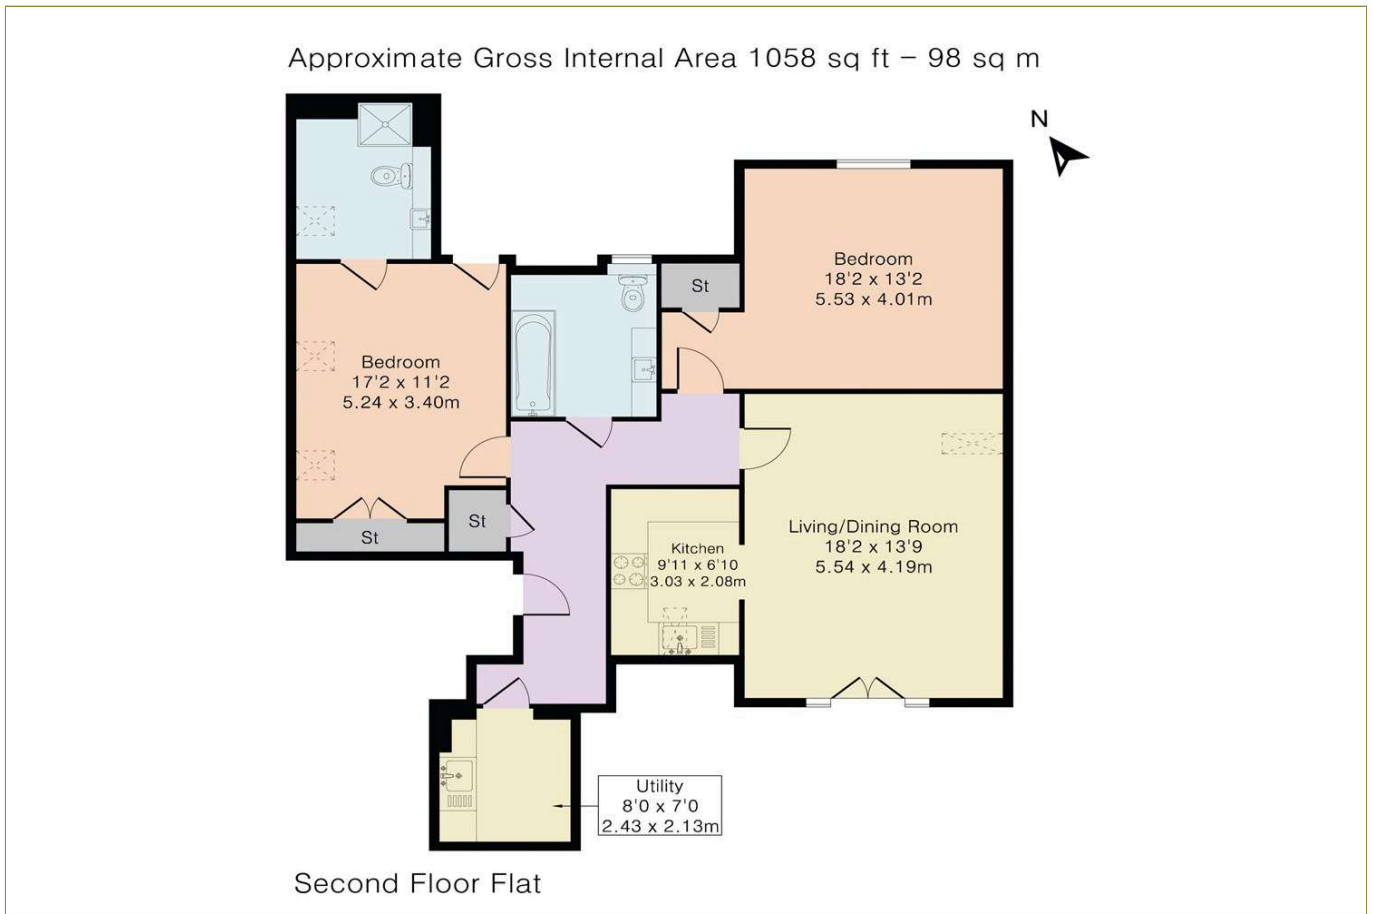 Approximate Gross Internal Area 1058 sq ft – 98 sq m
N
Bedroom
18'2 x 13'2
5.53 x 4.01m
St
Bedroom
17'2 x 11'2
5.24 x 3.40m
St
St
Kitchen
9'11 x 6'10
3.03 x 2.08m
Living/Dining Room
18'2 x 13'9
5.54 x 4.19m
Utility
8'0 x 7'0
2.43 x 2.13m
Second Floor Flat